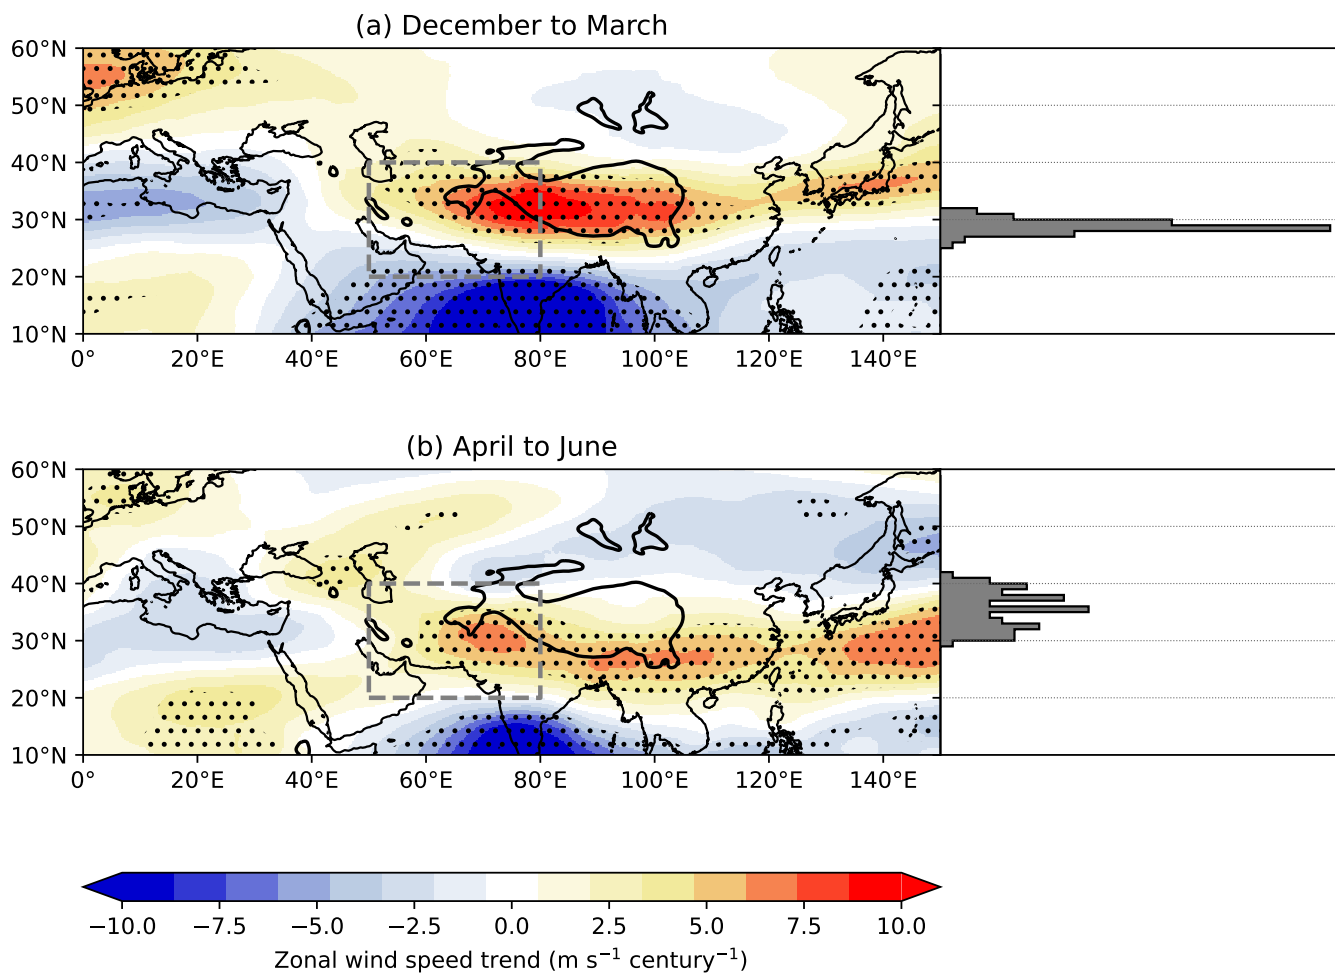 (a) December to March
60°N
50°N
40°N
30°N
20°N
10°N
0° 20°E 40°E 60°E 80°E 100°E 120°E 140°E
(b) April to June
60°N
50°N
40°N
30°N
20°N
10°N
0° 20°E 40°E 60°E 80°E 100°E 120°E 140°E
−10.0 −7.5 −5.0 −2.5 0.0 2.5 5.0 7.5 10.0
Zonal wind speed trend (m s⁻¹ century⁻¹)